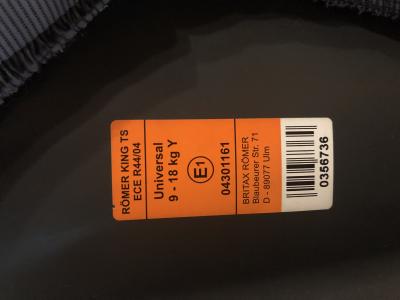 RÖMER KING TS
ECE R44/04
Universal
9 - 18 kg Y
E1
04301161
BRITAX RÖMER
Blaubeurer Str. 71
D - 89077 Ulm
0356736